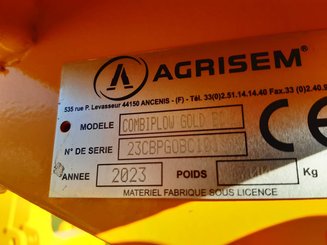 AGRISEM®
535 rue P. Levasseur 44150 ANCENIS - (F) - Tél. 33(0)2.51.14.14.40 Fax.33 (0)2.40.9
MODELE COMBIPLOW GOLD
N° DE SERIE
ANNEE 2023 POIDS Kg
MATERIEL FABRIQUE SOUS LICENCE
CE